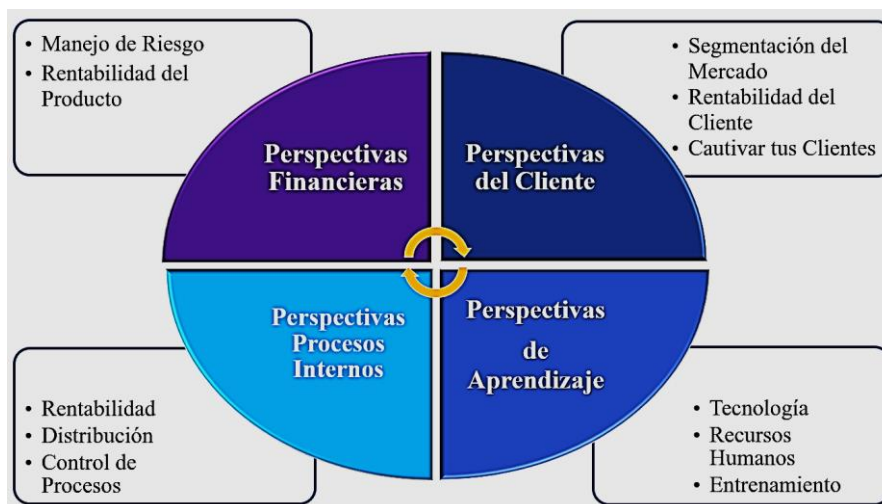 • Manejo de Riesgo
• Rentabilidad del
Producto
• Segmentación del
Mercado
• Rentabilidad del
Cliente
• Cautivar tus Clientes
Perspectivas
Financieras
Perspectivas
del Cliente
Perspectivas
Procesos
Internos
Perspectivas
de
Aprendizaje
• Rentabilidad
• Distribución
• Control de
Procesos
• Tecnología
• Recursos
Humanos
• Entrenamiento